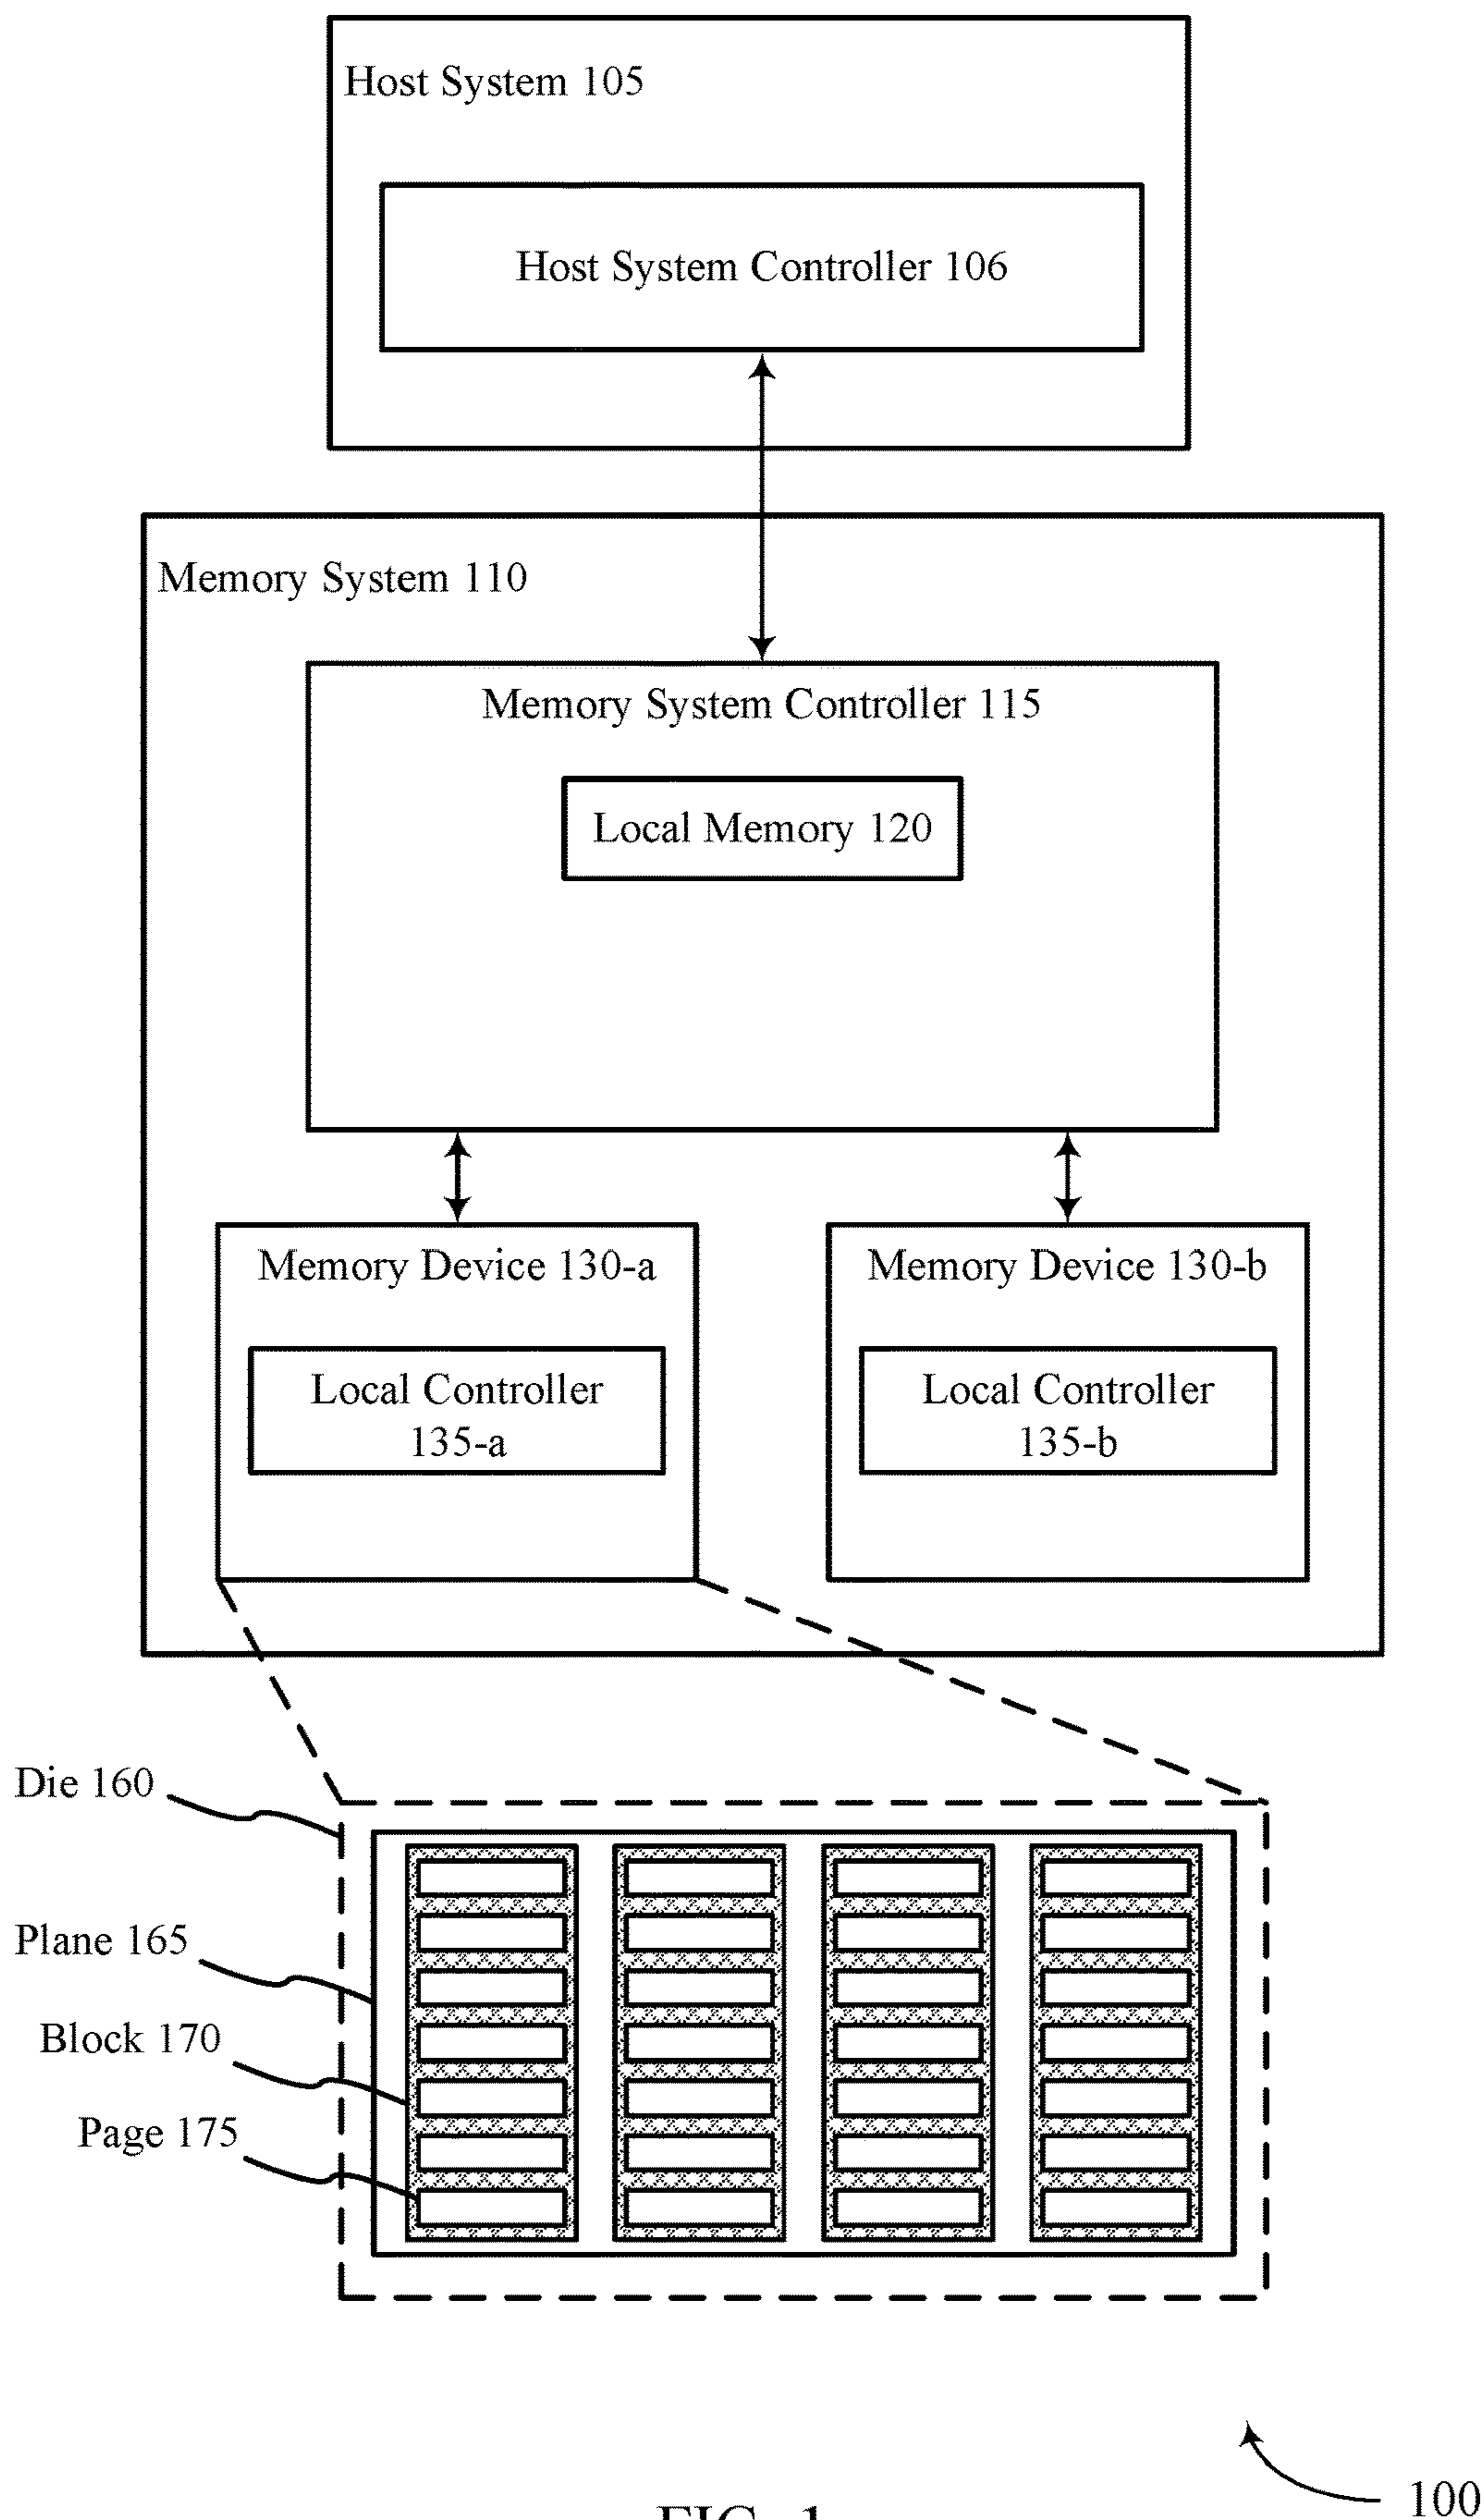 Host System 105
Host System Controller 106
Memory System 110
Memory System Controller 115
Local Memory 120
Memory Device 130-a
Memory Device 130-b
Local Controller
135-a
Local Controller
135-b
Die 160
Plane 165
Block 170
Page 175
100
FIG. 1